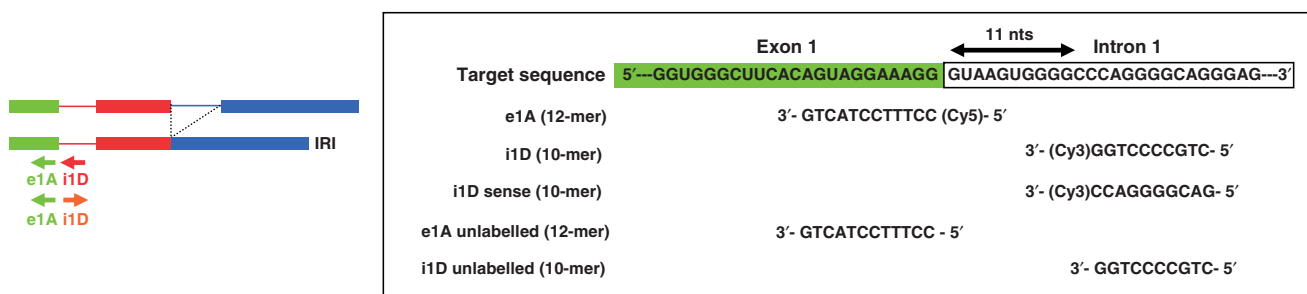 IRI
e1A i1D
e1A i1D
11 nts
Exon 1 Intron 1
Target sequence 5′---GGUGGGCUUCACAGUAGGAAAGG GUAAGUGGGGCCCAGGGGCAGGGAG---3′
e1A (12-mer) 3′- GTCATCCTTTCC (Cy5)- 5′
i1D (10-mer) 3′- (Cy3)GGTCCCCGTC- 5′
i1D sense (10-mer) 3′- (Cy3)CCAGGGGCAG- 5′
e1A unlabelled (12-mer) 3′- GTCATCCTTTCC - 5′
i1D unlabelled (10-mer) 3′- GGTCCCCGTC- 5′